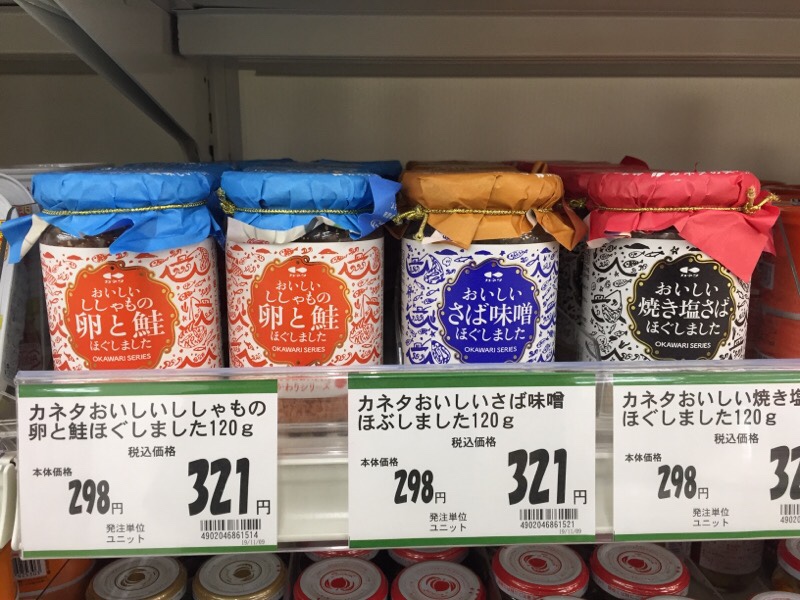 おいしい
ししゃもの
卵と鮭
ほぐしました
OKAWARI SERIES
おいしい
ししゃもの
卵と鮭
ほぐしました
OKAWARI SERIES
おいしい
さば味噌
ほぐしました
OKAWARI SERIES
おいしい
焼き塩さば
ほぐしました
OKAWARI SERIES
カネタおいしいししゃもの
卵と鮭ほぐしました120g
税込価格
本体価格
298円
321円
発注単位
ユニット
4902046861514
19/11/09
カネタおいしいさば味噌
ほぶしました120g
税込価格
本体価格
298円
321円
発注単位
ユニット
4902046861521
19/11/09
カネタおいしい焼き塩
ほぐしました120g
税込価格
本体価格
298円
32
発注単位
ユニット